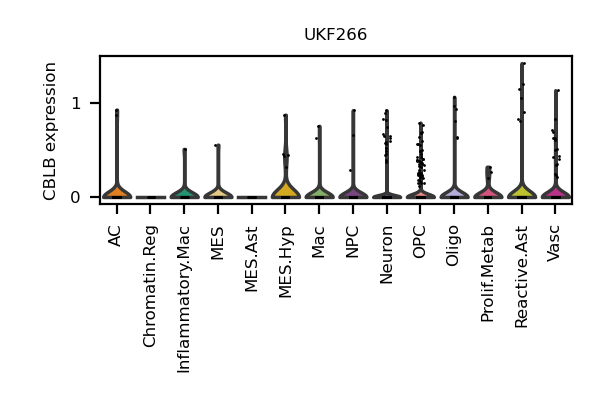 UKF266
CBLB expression
1
0
AC
Chromatin.Reg
Inflammatory.Mac
MES
MES.Ast
MES.Hyp
Mac
NPC
Neuron
OPC
Oligo
Prolif.Metab
Reactive.Ast
Vasc